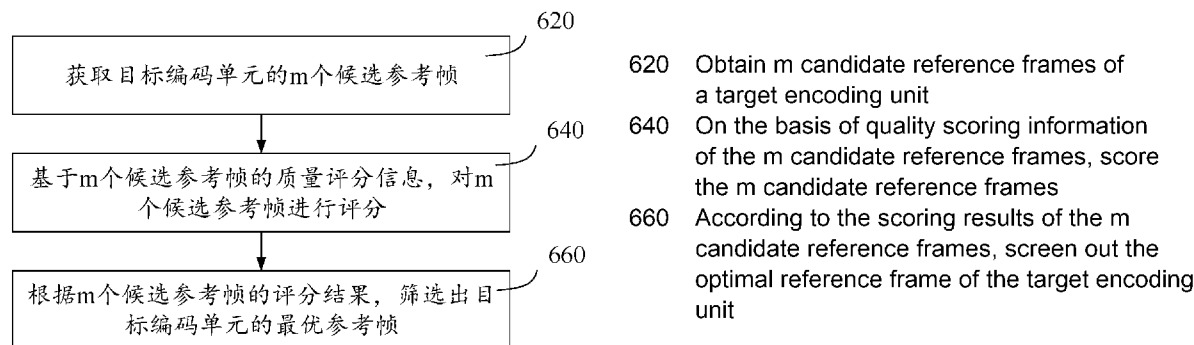 620
获取目标编码单元的m个候选参考帧
640
基于m个候选参考帧的质量评分信息，对m
个候选参考帧进行评分
660
根据m个候选参考帧的评分结果，筛选出目
标编码单元的最优参考帧
620 Obtain m candidate reference frames of
a target encoding unit
640 On the basis of quality scoring information
of the m candidate reference frames, score
the m candidate reference frames
660 According to the scoring results of the m
candidate reference frames, screen out the
optimal reference frame of the target encoding
unit